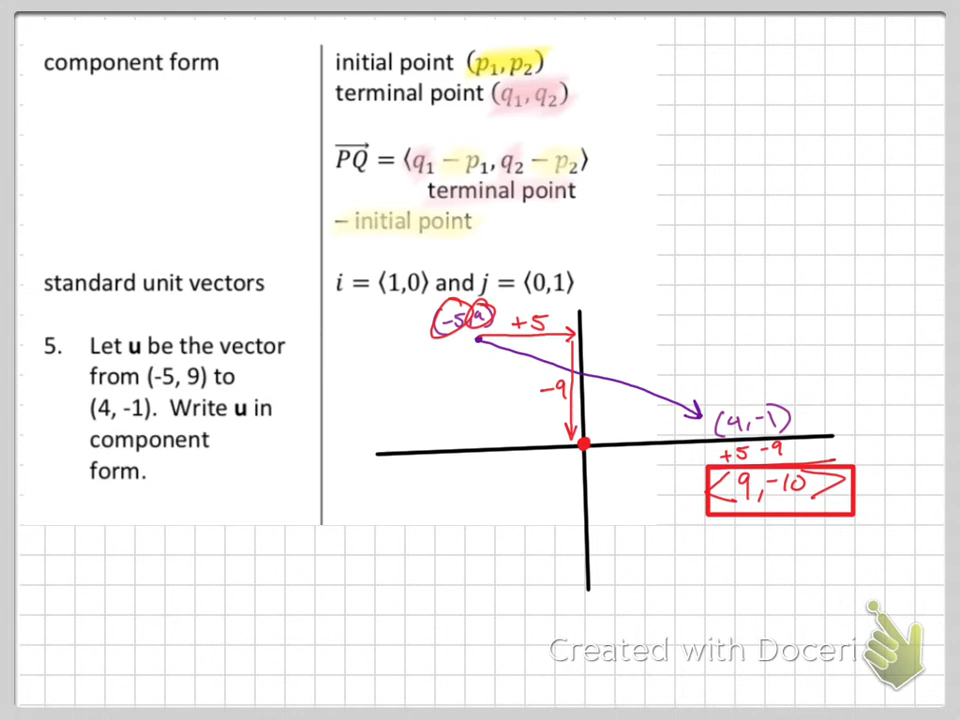 component form
initial point (p₁, p₂)
terminal point (q₁, q₂)
PQ = ⟨q₁ − p₁, q₂ − p₂⟩
terminal point
− initial point
standard unit vectors
i = ⟨1,0⟩ and j = ⟨0,1⟩
5. Let u be the vector
from (-5, 9) to
(4, -1). Write u in
component
form.
(-5, 9)
+5
-9
(4, -1)
+5 -9
<9, -10>
Created with Doceri